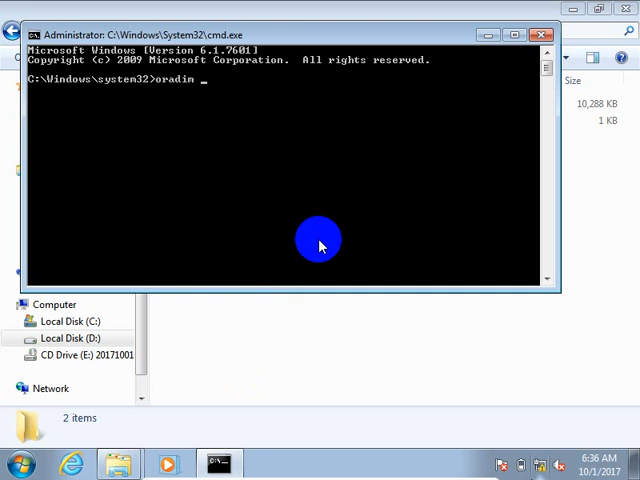 Administrator: C:\Windows\System32\cmd.exe
Microsoft Windows [Version 6.1.7601]
Copyright (c) 2009 Microsoft Corporation.  All rights reserved.
C:\Windows\system32>oradim _
Size
10,288 KB
1 KB
Computer
Local Disk (C:)
Local Disk (D:)
CD Drive (E:) 20171001
Network
2 items
6:36 AM
10/1/2017